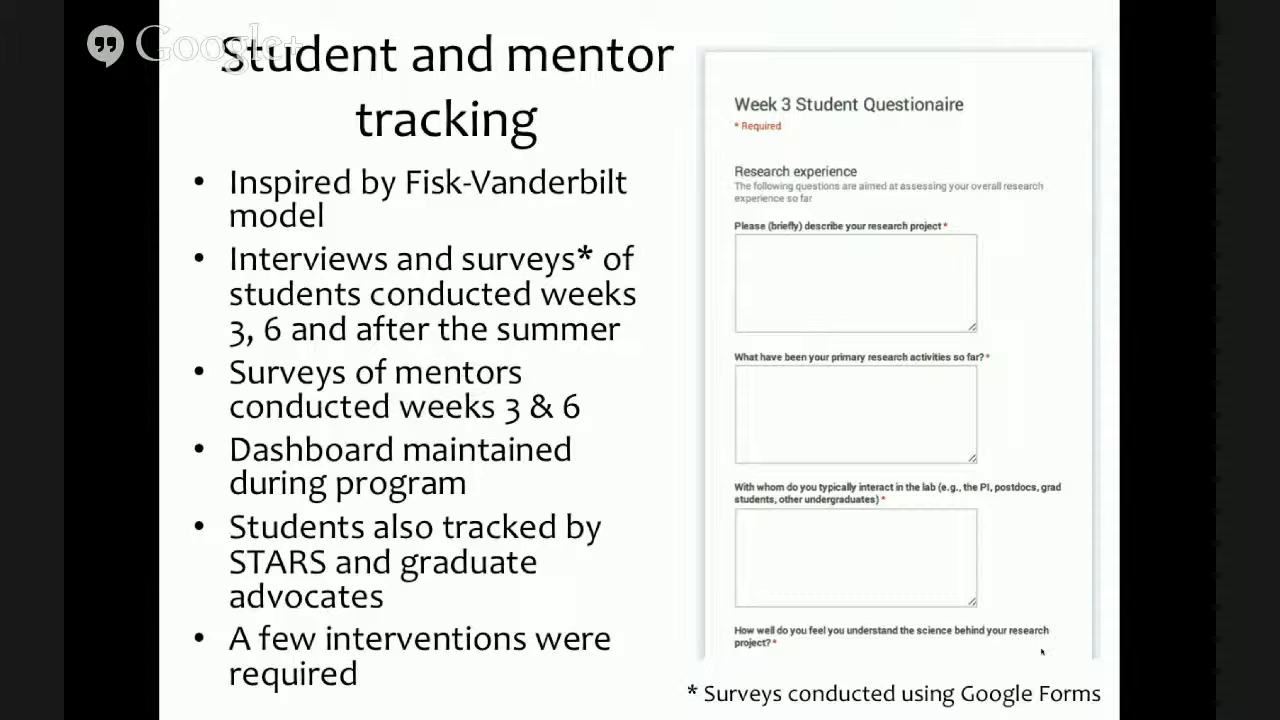 Google+
Student and mentor
tracking
• Inspired by Fisk-Vanderbilt
model
• Interviews and surveys* of
students conducted weeks
3, 6 and after the summer
• Surveys of mentors
conducted weeks 3 & 6
• Dashboard maintained
during program
• Students also tracked by
STARS and graduate
advocates
• A few interventions were
required
Week 3 Student Questionaire
* Required
Research experience
The following questions are aimed at assessing your overall research
experience so far
Please (briefly) describe your research project *
What have been your primary research activities so far? *
With whom do you typically interact in the lab (e.g., the PI, postdocs, grad
students, other undergraduates) *
How well do you feel you understand the science behind your research
project? *
* Surveys conducted using Google Forms